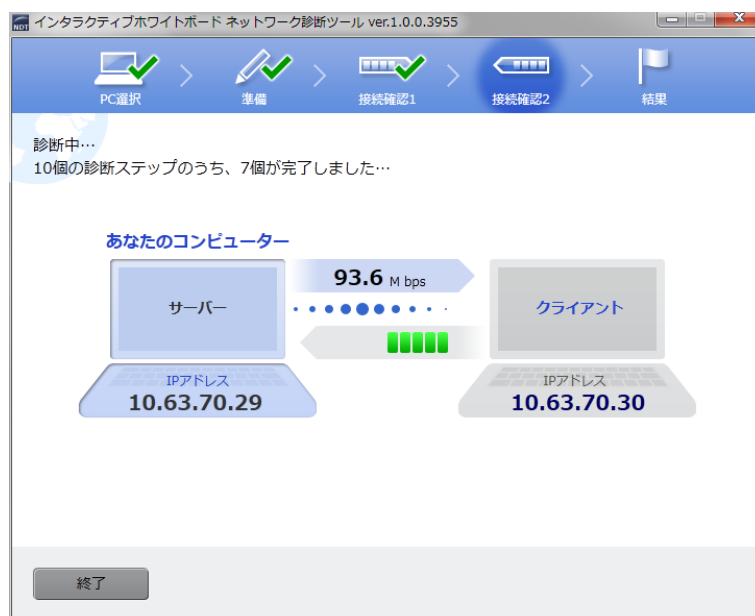 NDT インタラクティブホワイトボード ネットワーク診断ツール ver.1.0.0.3955
PC選択
準備
接続確認1
接続確認2
結果
診断中…
10個の診断ステップのうち、7個が完了しました…
あなたのコンピューター
93.6 M bps
サーバー
クライアント
IPアドレス
10.63.70.29
IPアドレス
10.63.70.30
終了